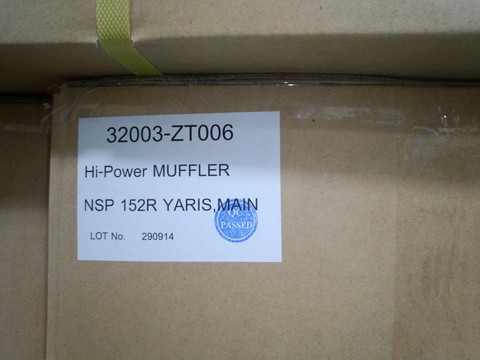 32003-ZT006
Hi-Power MUFFLER
NSP 152R YARIS,MAIN
QC
PASSED
LOT No. 290914